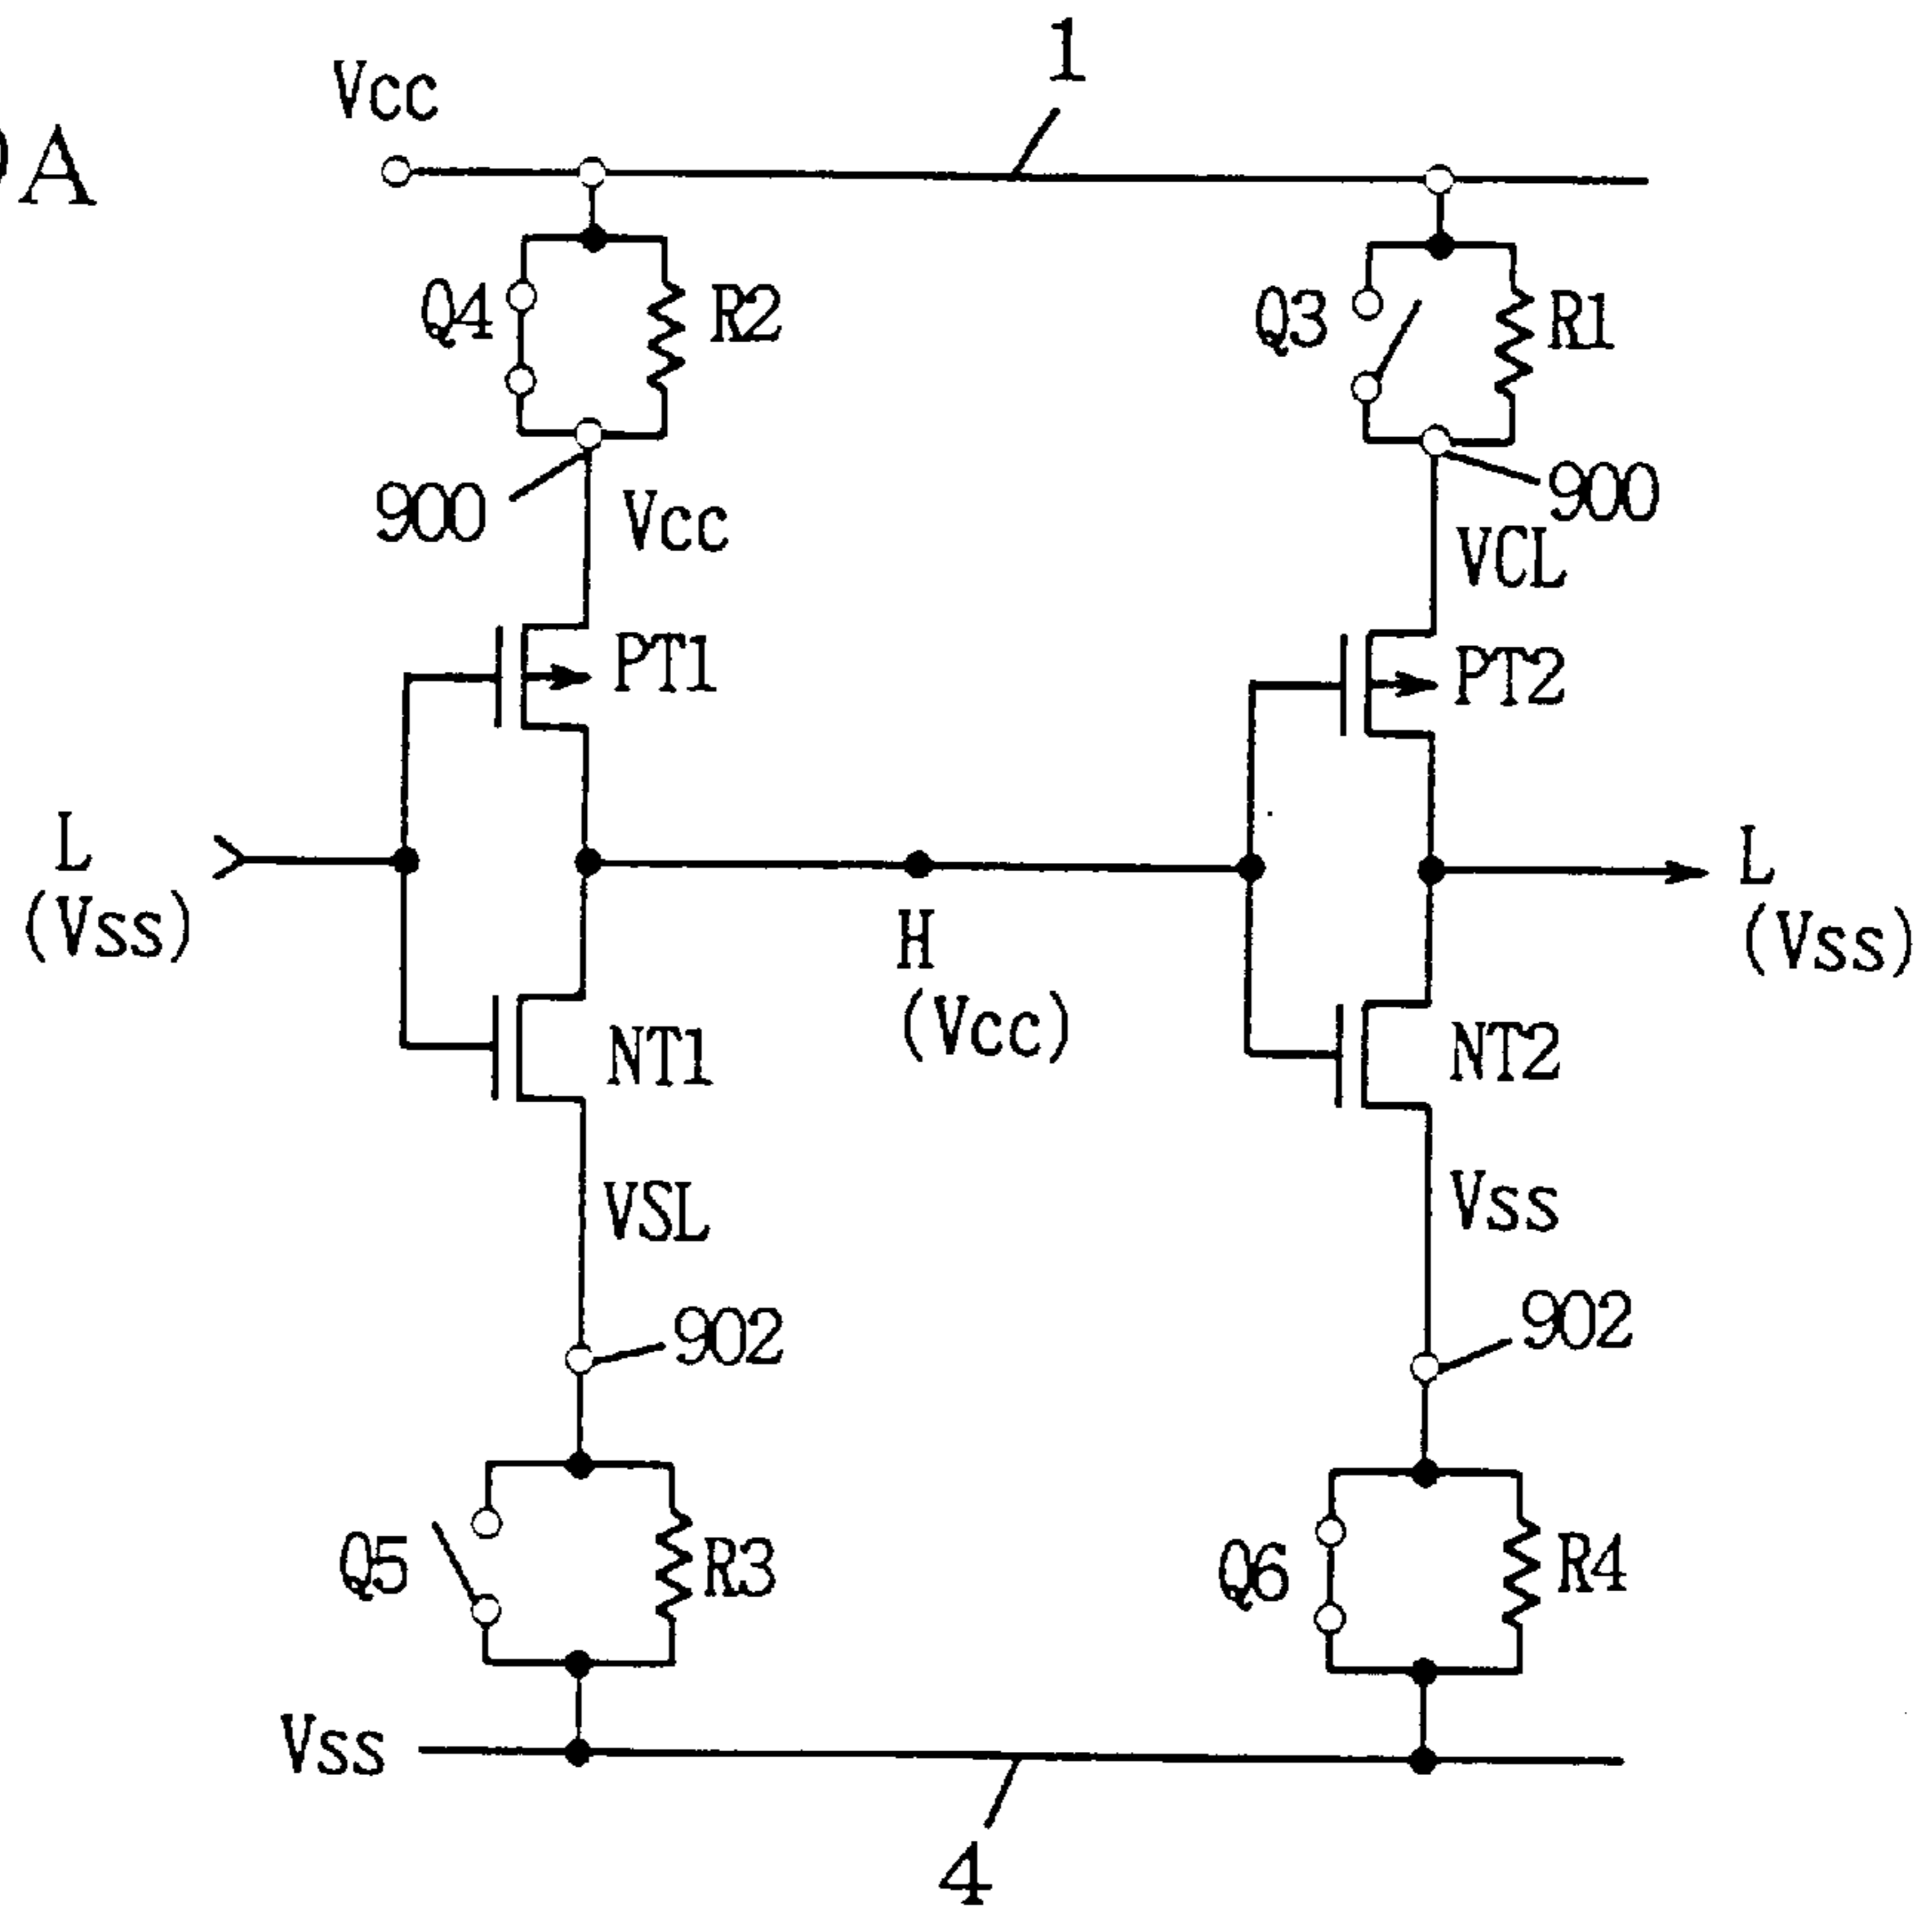 1
Vcc
A
Q4
R2
Q3
R1
900
Vcc
900
VCL
PT1
PT2
L
(Vss)
H
(Vcc)
L
(Vss)
NT1
NT2
VSL
Vss
902
902
Q5
R3
Q6
R4
Vss
4